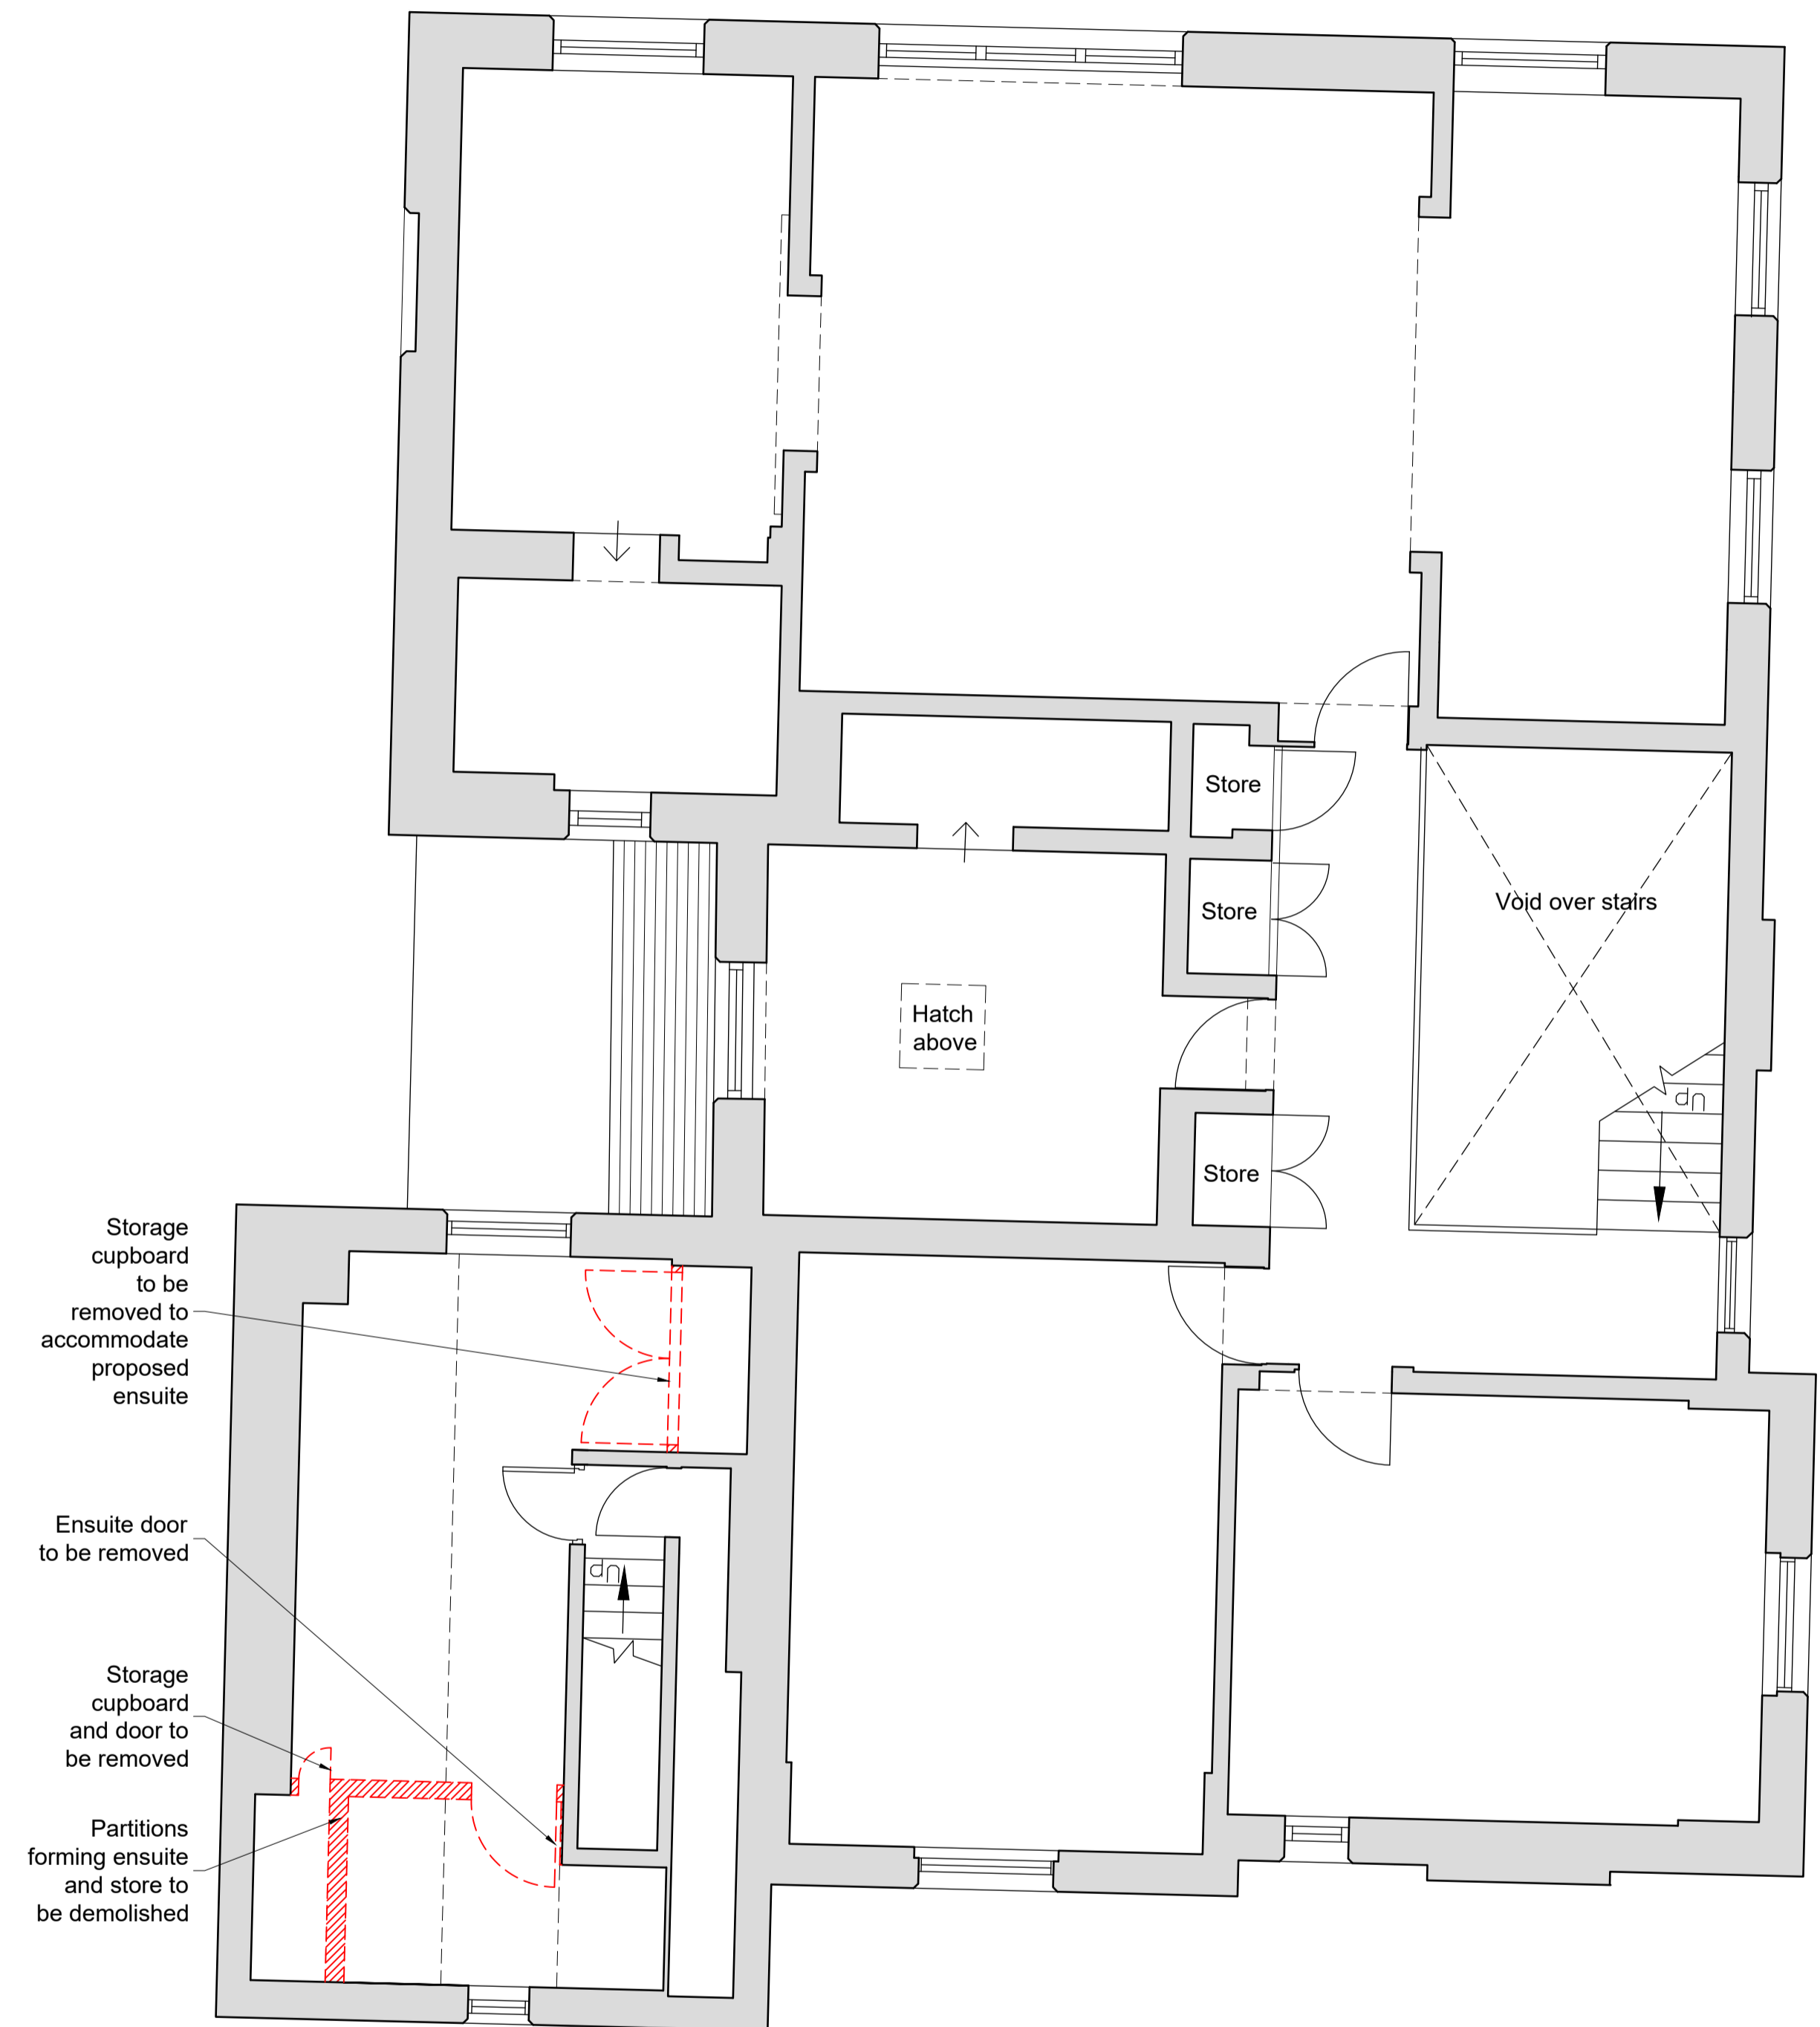 Store
Store
Void over stairs
Hatch
above
up
Store
Storage
cupboard
to be
removed to
accommodate
proposed
ensuite
Ensuite door
to be removed
up
Storage
cupboard
and door to
be removed
Partitions
forming ensuite
and store to
be demolished